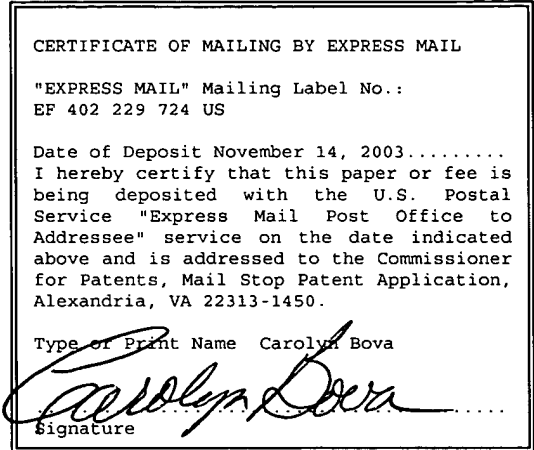 CERTIFICATE OF MAILING BY EXPRESS MAIL
"EXPRESS MAIL" Mailing Label No.:
EF 402 229 724 US
Date of Deposit November 14, 2003.........
I hereby certify that this paper or fee is
being deposited with the U.S. Postal
Service "Express Mail Post Office to
Addressee" service on the date indicated
above and is addressed to the Commissioner
for Patents, Mail Stop Patent Application,
Alexandria, VA 22313-1450.
Type or Print Name Carolyn Bova
Carolyn Bova
Signature